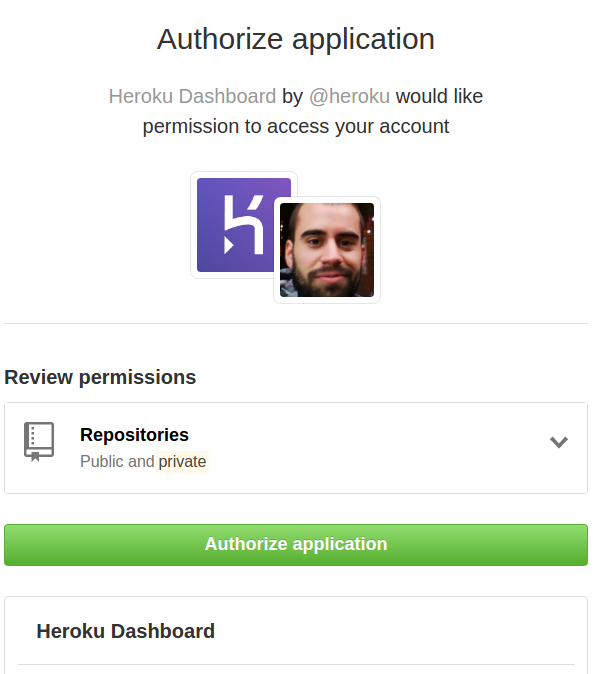 Authorize application
Heroku Dashboard by @heroku would like
permission to access your account
Review permissions
Repositories
Public and private
Authorize application
Heroku Dashboard